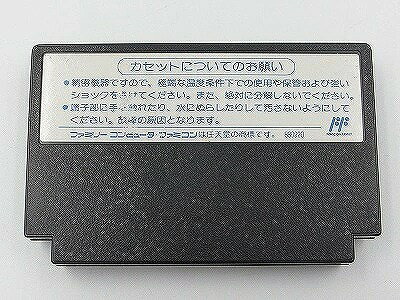 カセットについてのお願い
●精密機器ですので、極端な温度条件下での使用や保管および強い
ショックをさけてください。また、絶対に分解しないでください。
●端子部に手を触れたり、水にぬらしたりして汚さないようにして
ください。故障の原因となります。
ファミリーコンピュータ・ファミコンは任天堂の商標です。